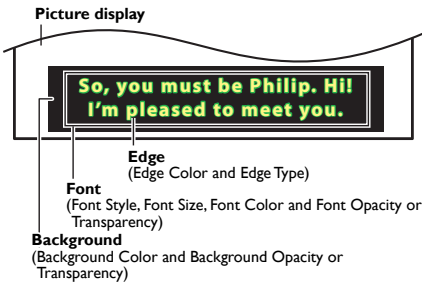 Picture display
So, you must be Philip. Hi!
I'm pleased to meet you.
Edge
(Edge Color and Edge Type)
Font
(Font Style, Font Size, Font Color and Font Opacity or
Transparency)
Background
(Background Color and Background Opacity or
Transparency)